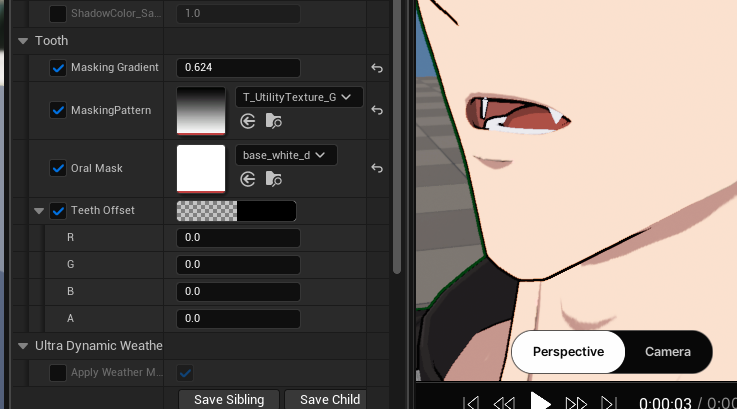 ShadowColor_Sa...
1.0
Tooth
Masking Gradient
0.624
MaskingPattern
T_UtilityTexture_G
Oral Mask
base_white_d
Teeth Offset
R
0.0
G
0.0
B
0.0
A
0.0
Ultra Dynamic Weathe
Apply Weather M...
Save Sibling
Save Child
Perspective
Camera
0:00:03 / 0:00